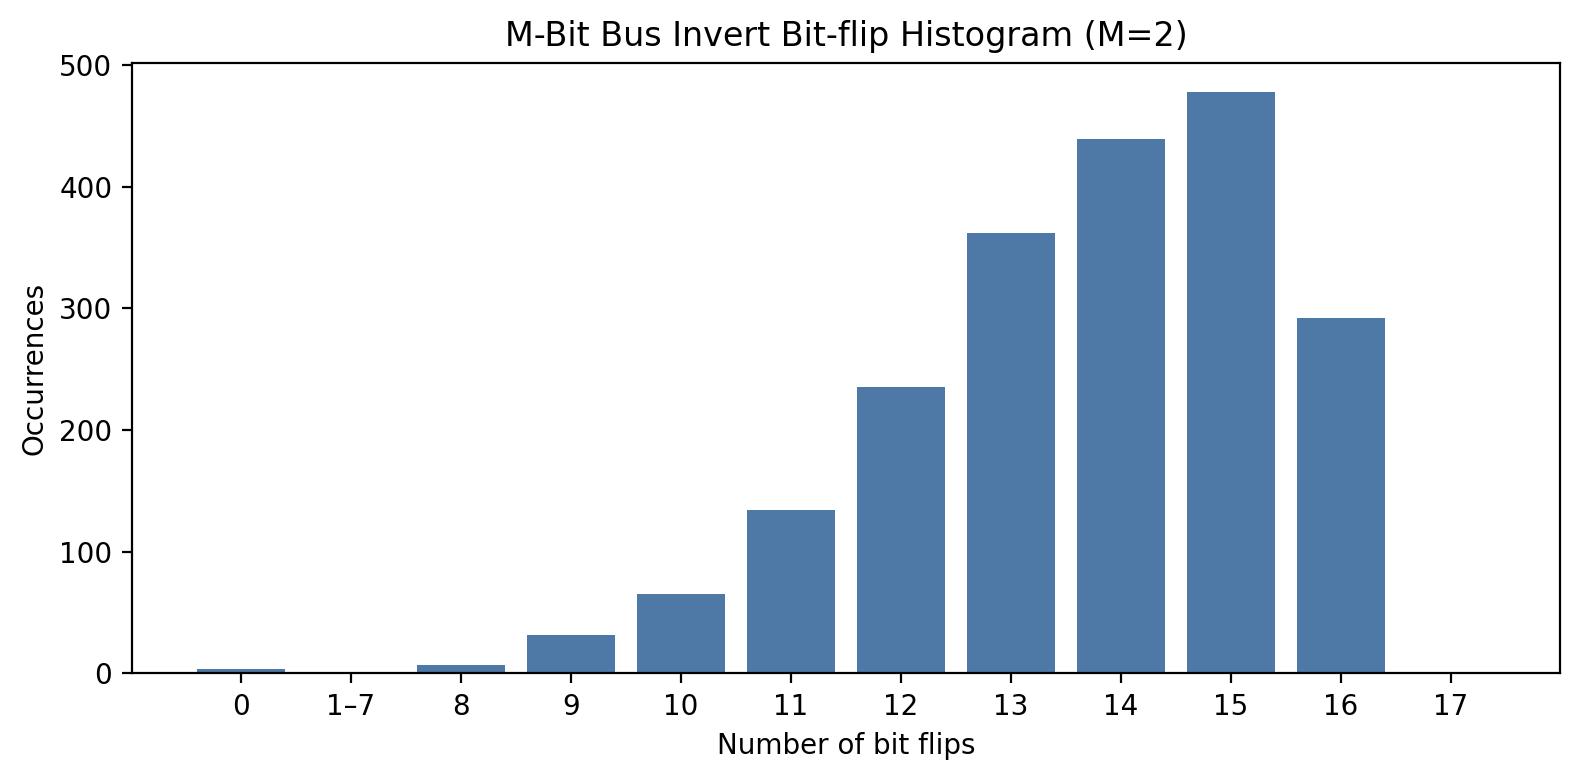 M-Bit Bus Invert Bit-flip Histogram (M=2)
500
400
300
200
100
0
Occurrences
0 1–7 8 9 10 11 12 13 14 15 16 17
Number of bit flips